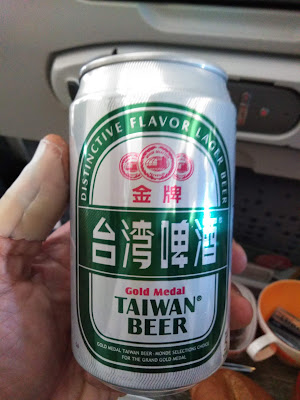 DISTINCTIVE FLAVOR LAGER BEER
金牌
台湾啤酒
Gold Medal
TAIWAN®
BEER
GOLD MEDAL TAIWAN BEER - MONDE SELECTION'S CHOICE
FOR THE GRAND GOLD MEDAL